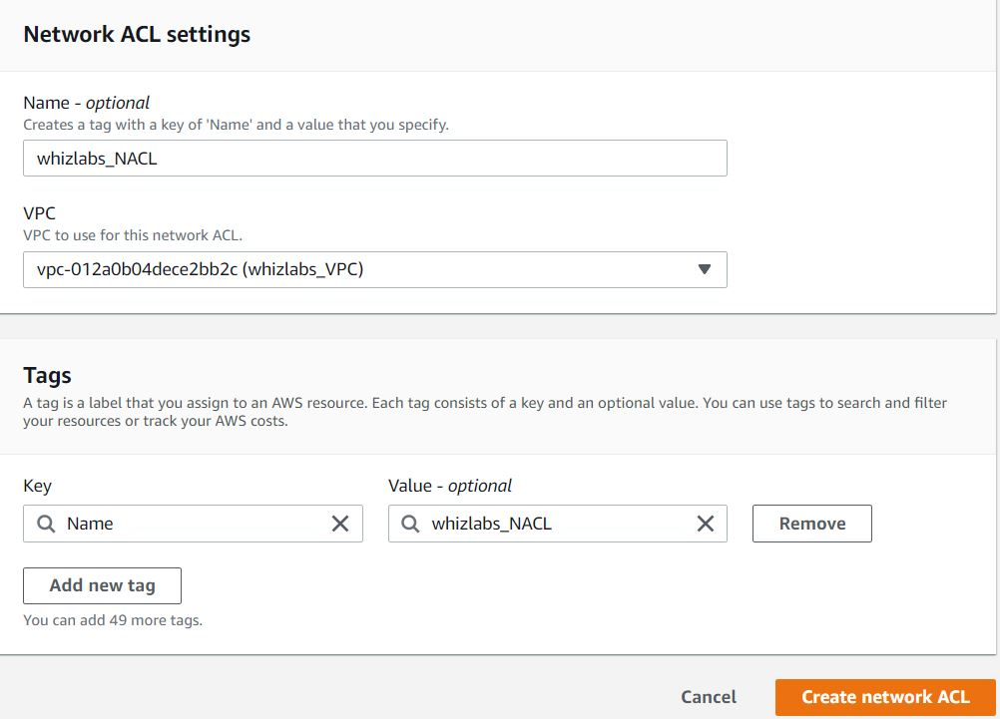 Network ACL settings
Name - optional
Creates a tag with a key of 'Name' and a value that you specify.
whizlabs_NACL
VPC
VPC to use for this network ACL.
vpc-012a0b04dece2bb2c (whizlabs_VPC)
Tags
A tag is a label that you assign to an AWS resource. Each tag consists of a key and an optional value. You can use tags to search and filter
your resources or track your AWS costs.
Key Value - optional
Name whizlabs_NACL Remove
Add new tag
You can add 49 more tags.
Cancel Create network ACL